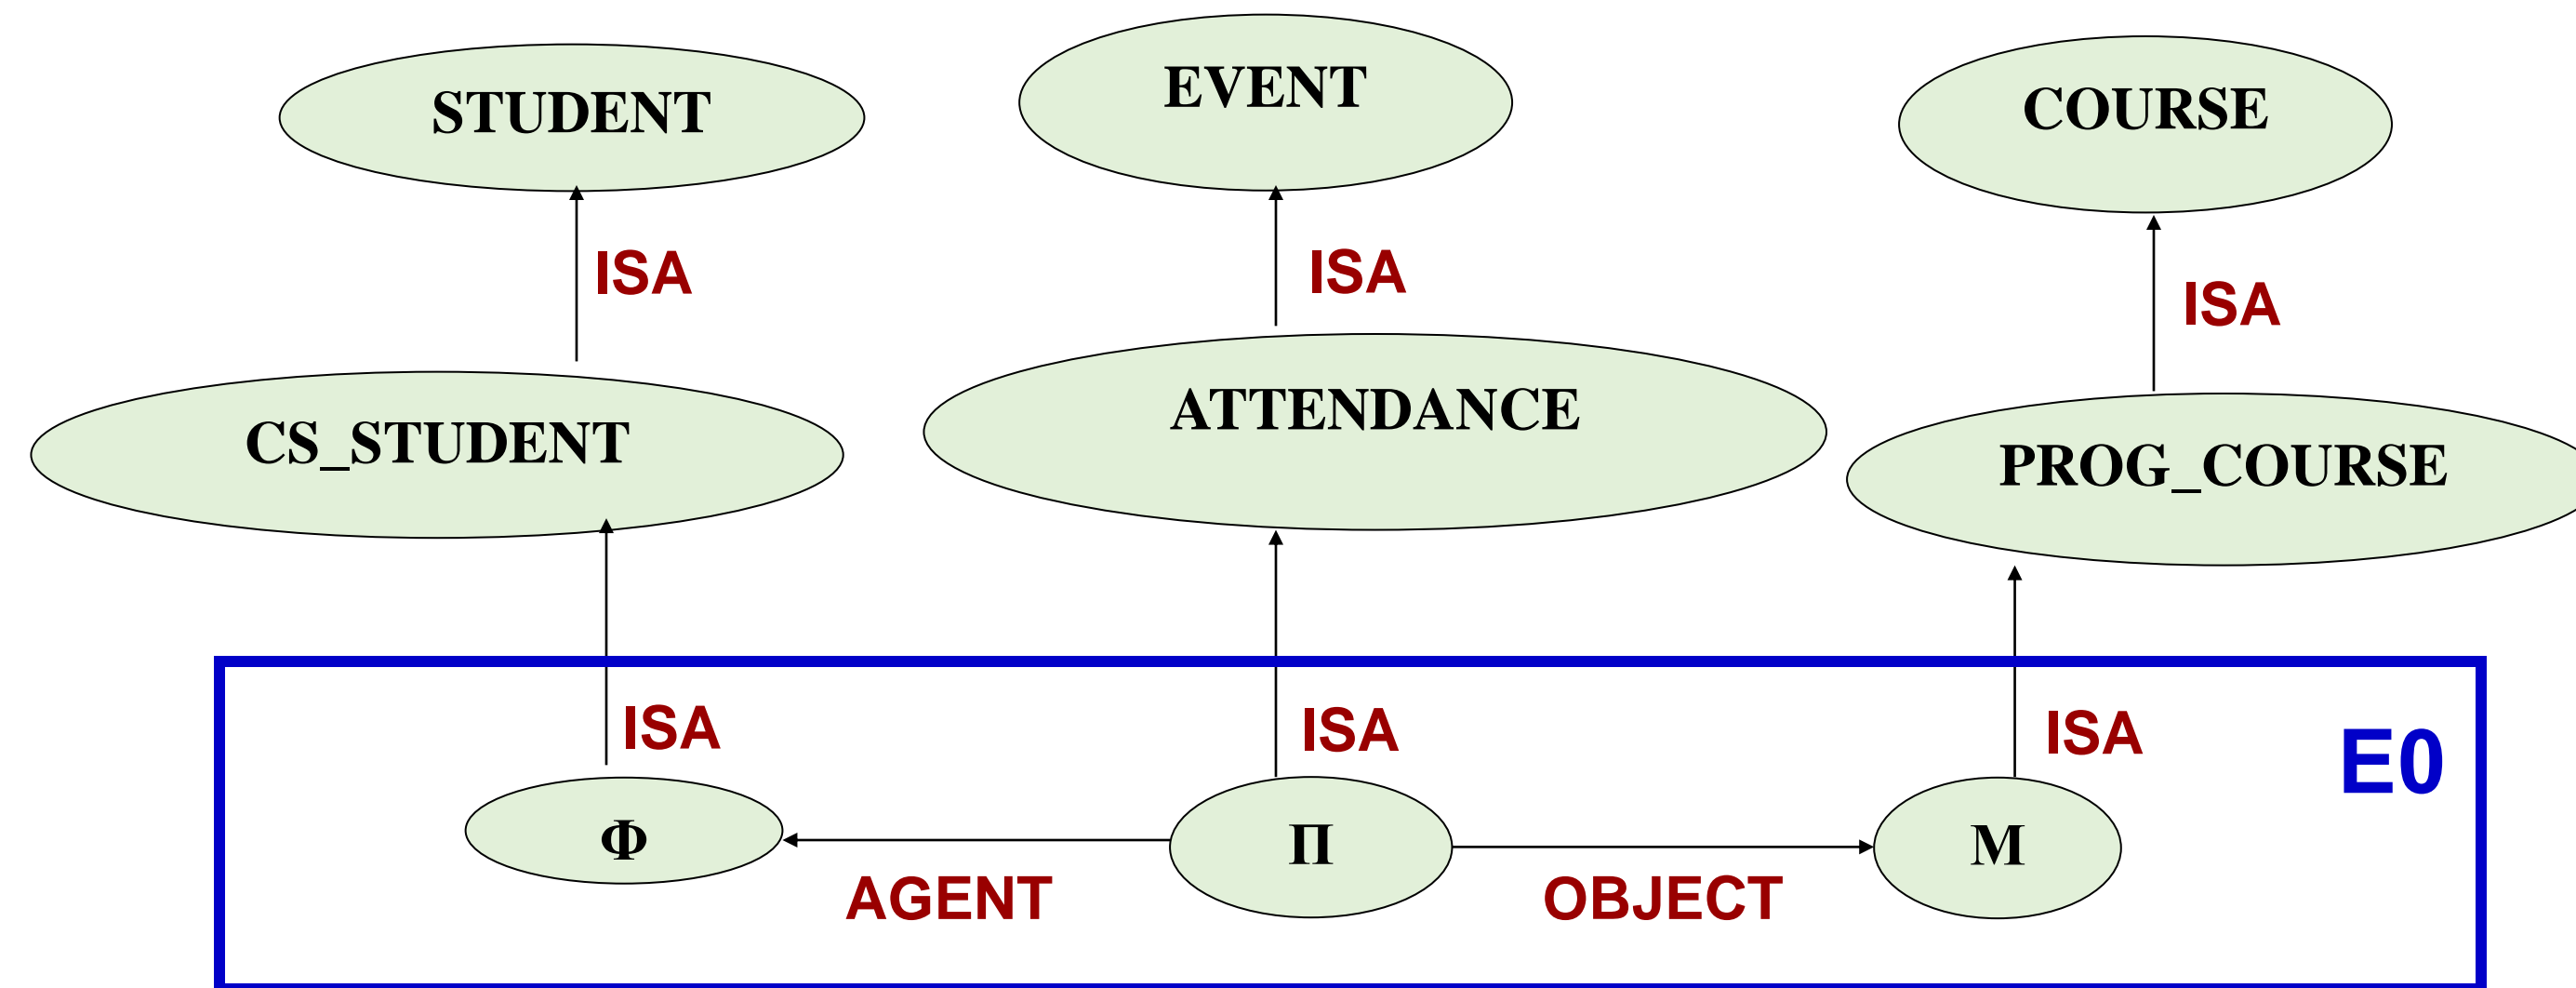 STUDENT
EVENT
COURSE
ISA
ISA
ISA
CS_STUDENT
ATTENDANCE
PROG_COURSE
ISA
ISA
ISA
E0
Φ
Π
Μ
AGENT
OBJECT